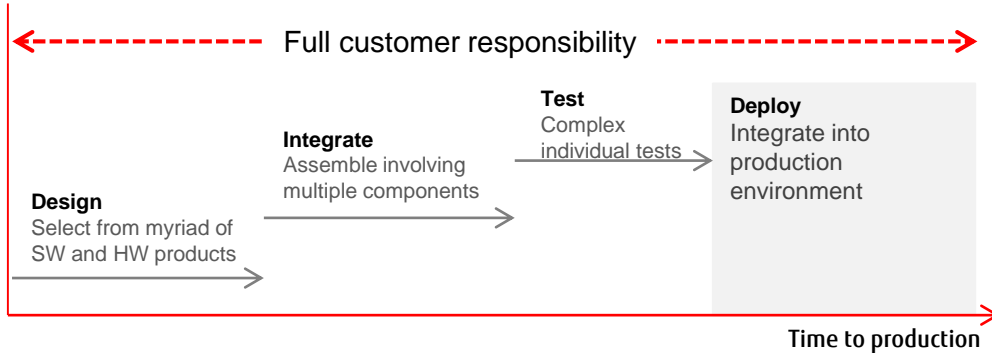 Full customer responsibility
Test
Complex
individual tests
Deploy
Integrate into
production
environment
Integrate
Assemble involving
multiple components
Design
Select from myriad of
SW and HW products
Time to production